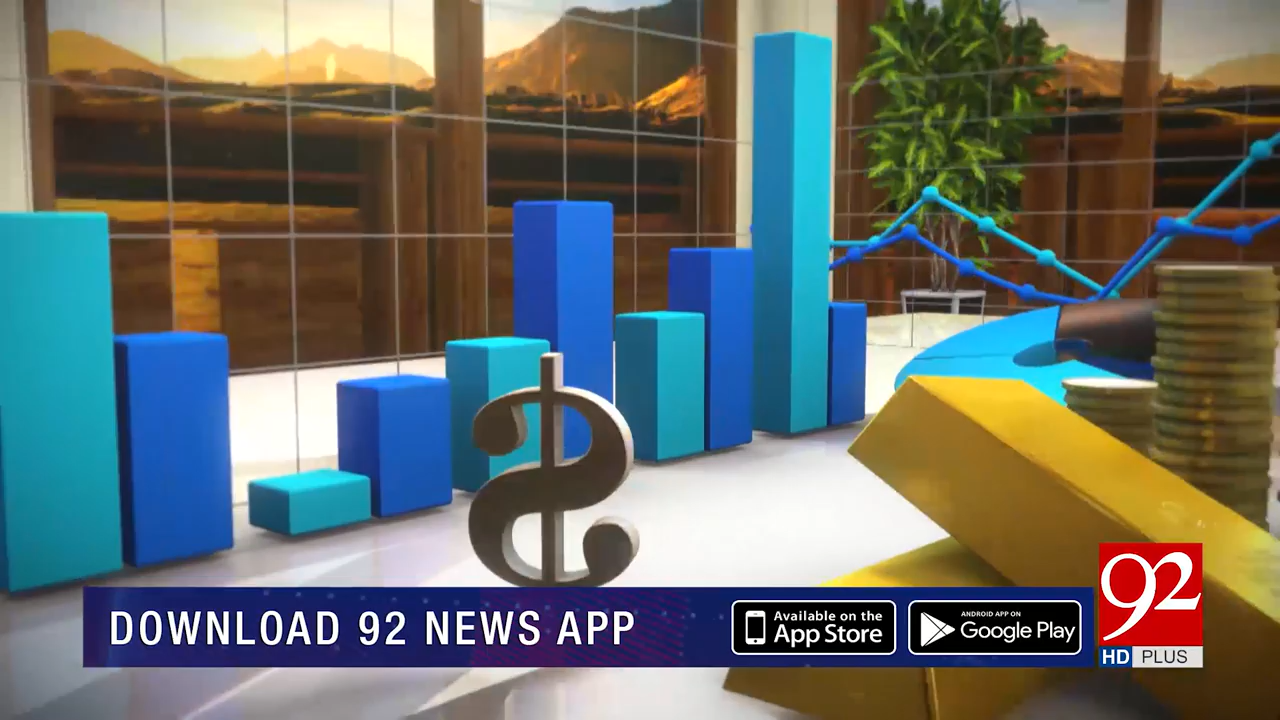 DOWNLOAD 92 NEWS APP
Available on the
App Store
ANDROID APP ON
Google Play
92
HD PLUS